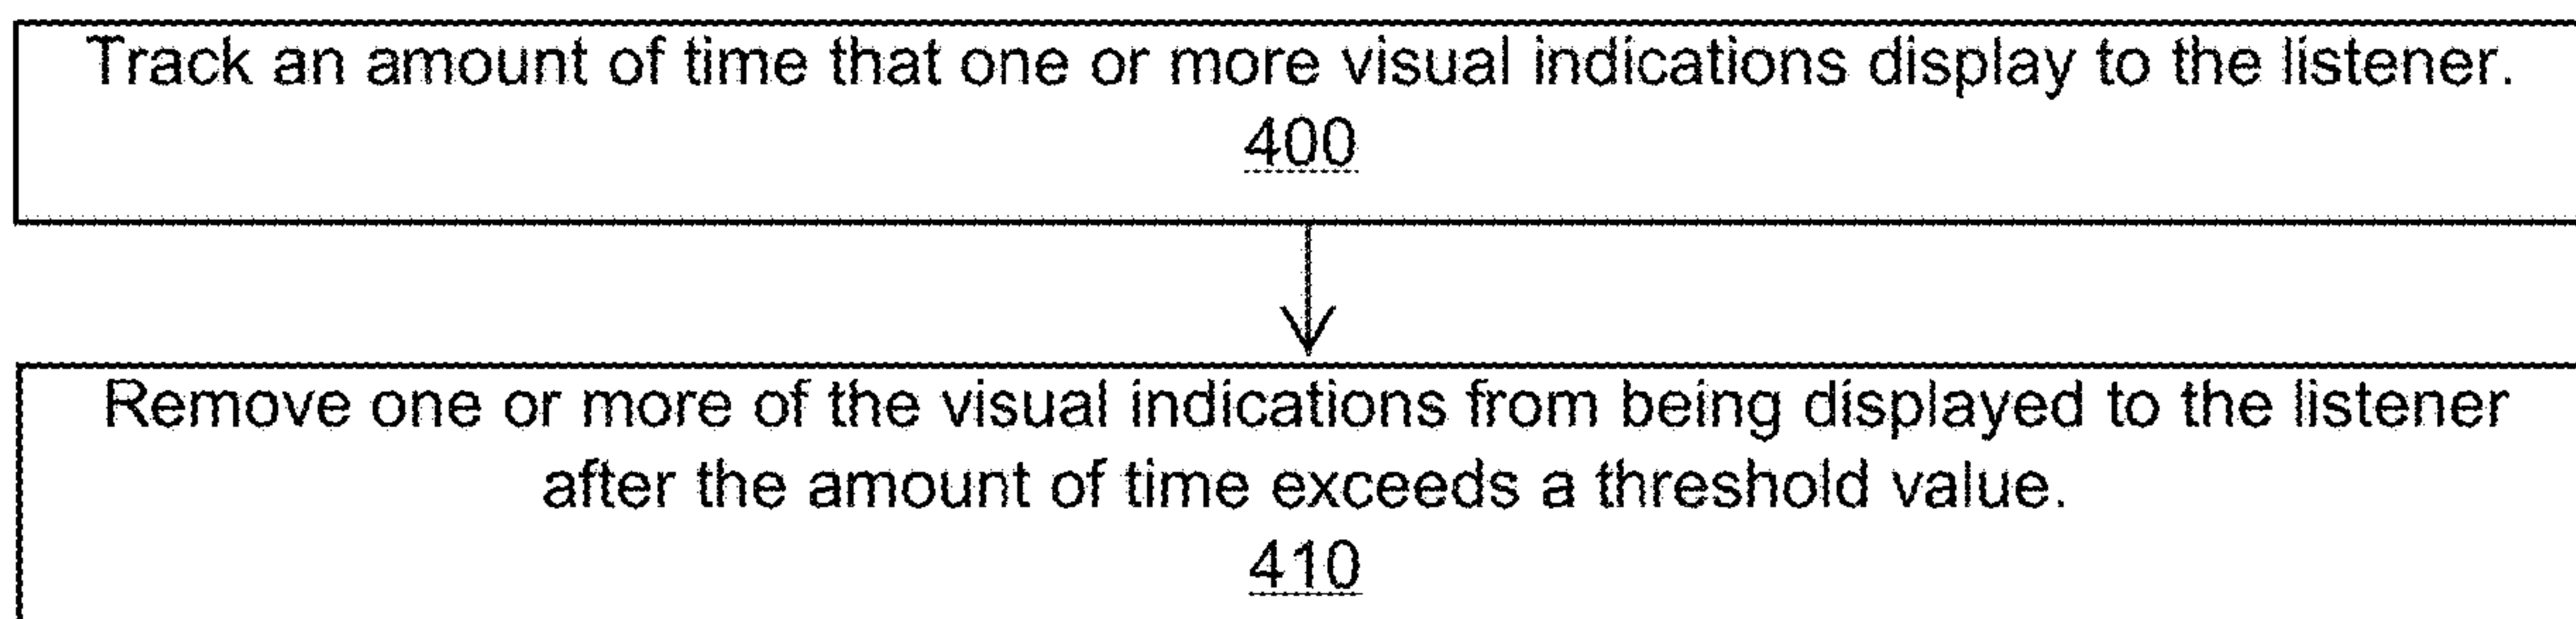 Track an amount of time that one or more visual indications display to the listener.
400
Remove one or more of the visual indications from being displayed to the listener
after the amount of time exceeds a threshold value.
410